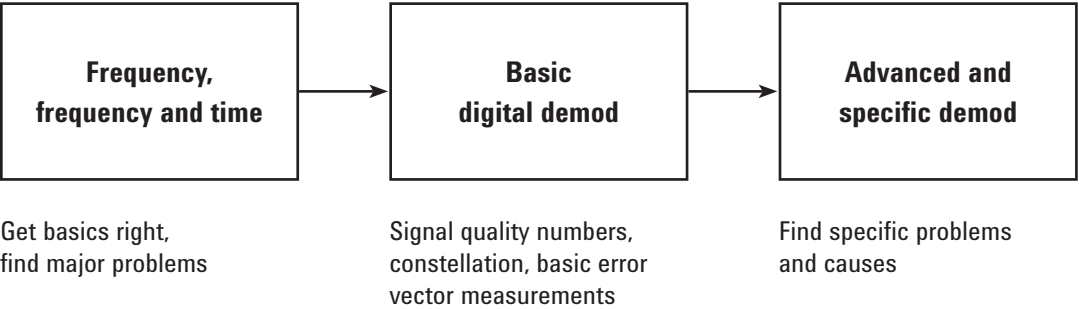 Frequency,
frequency and time
Basic
digital demod
Advanced and
specific demod
Get basics right,
find major problems
Signal quality numbers,
constellation, basic error
vector measurements
Find specific problems
and causes